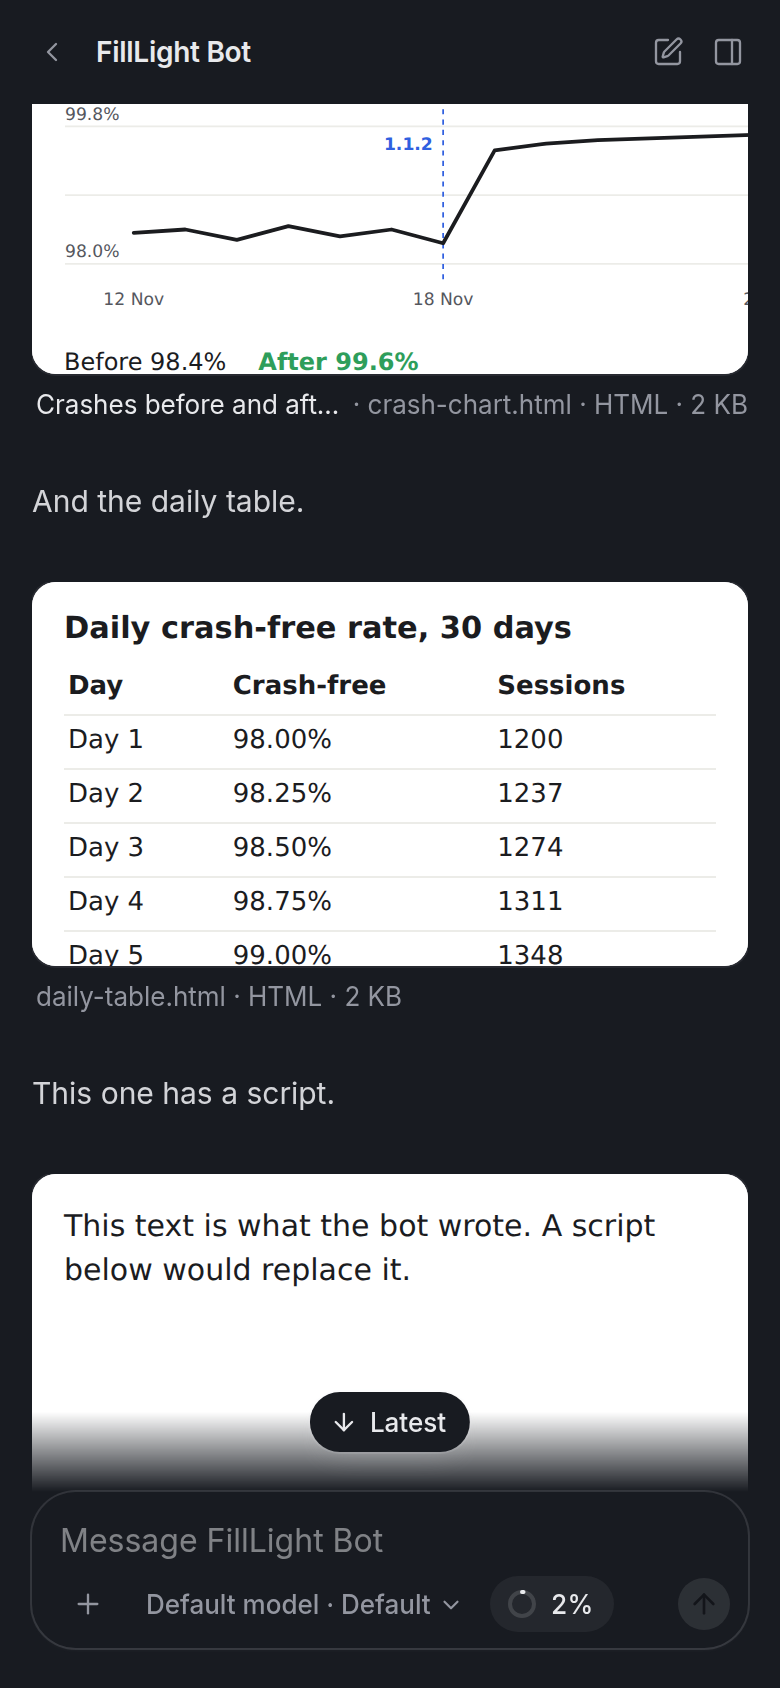 FillLight Bot
99.8%
1.1.2
98.0%
12 Nov
18 Nov
Before 98.4%
After 99.6%
Crashes before and aft... · crash-chart.html · HTML · 2 KB
And the daily table.
Daily crash-free rate, 30 days
Day Crash-free Sessions
Day 1 98.00% 1200
Day 2 98.25% 1237
Day 3 98.50% 1274
Day 4 98.75% 1311
Day 5 99.00% 1348
daily-table.html · HTML · 2 KB
This one has a script.
This text is what the bot wrote. A script
below would replace it.
Latest
Message FillLight Bot
Default model · Default
2%